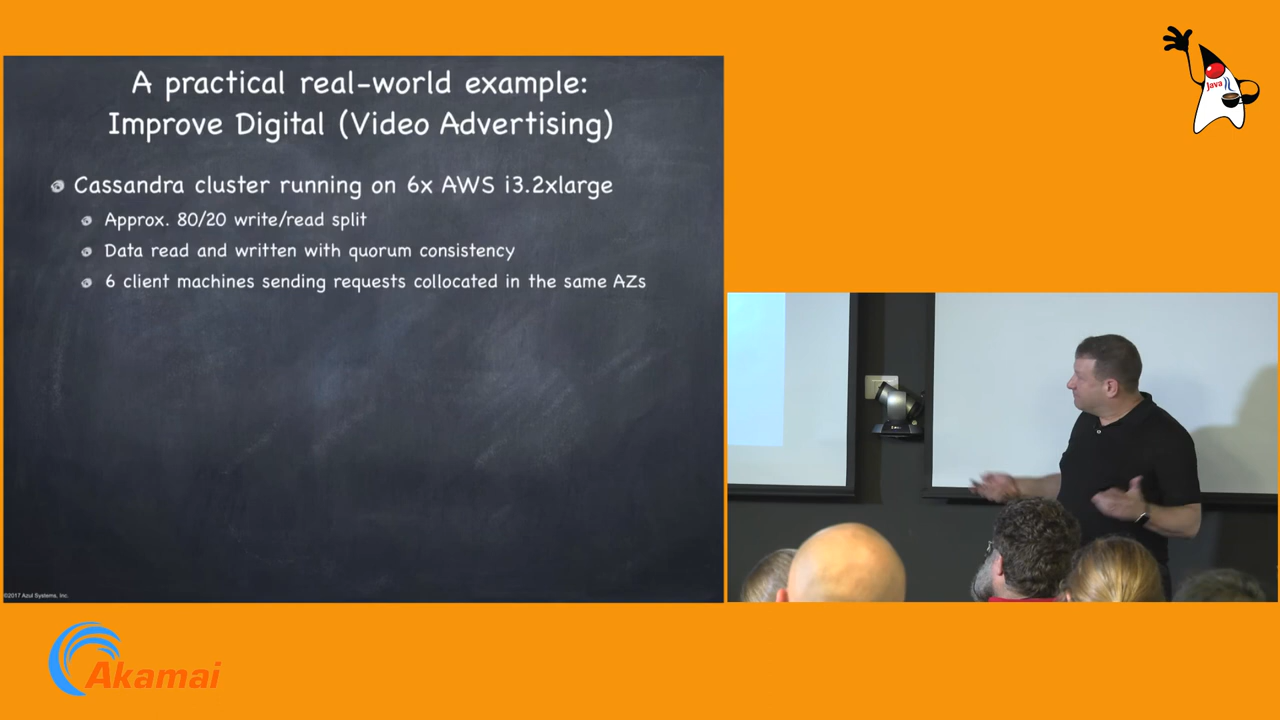 A practical real-world example:
Improve Digital (Video Advertising)
Cassandra cluster running on 6x AWS i3.2xlarge
Approx. 80/20 write/read split
Data read and written with quorum consistency
6 client machines sending requests collocated in the same AZs
©2017 Azul Systems, Inc.
Java
Akamai